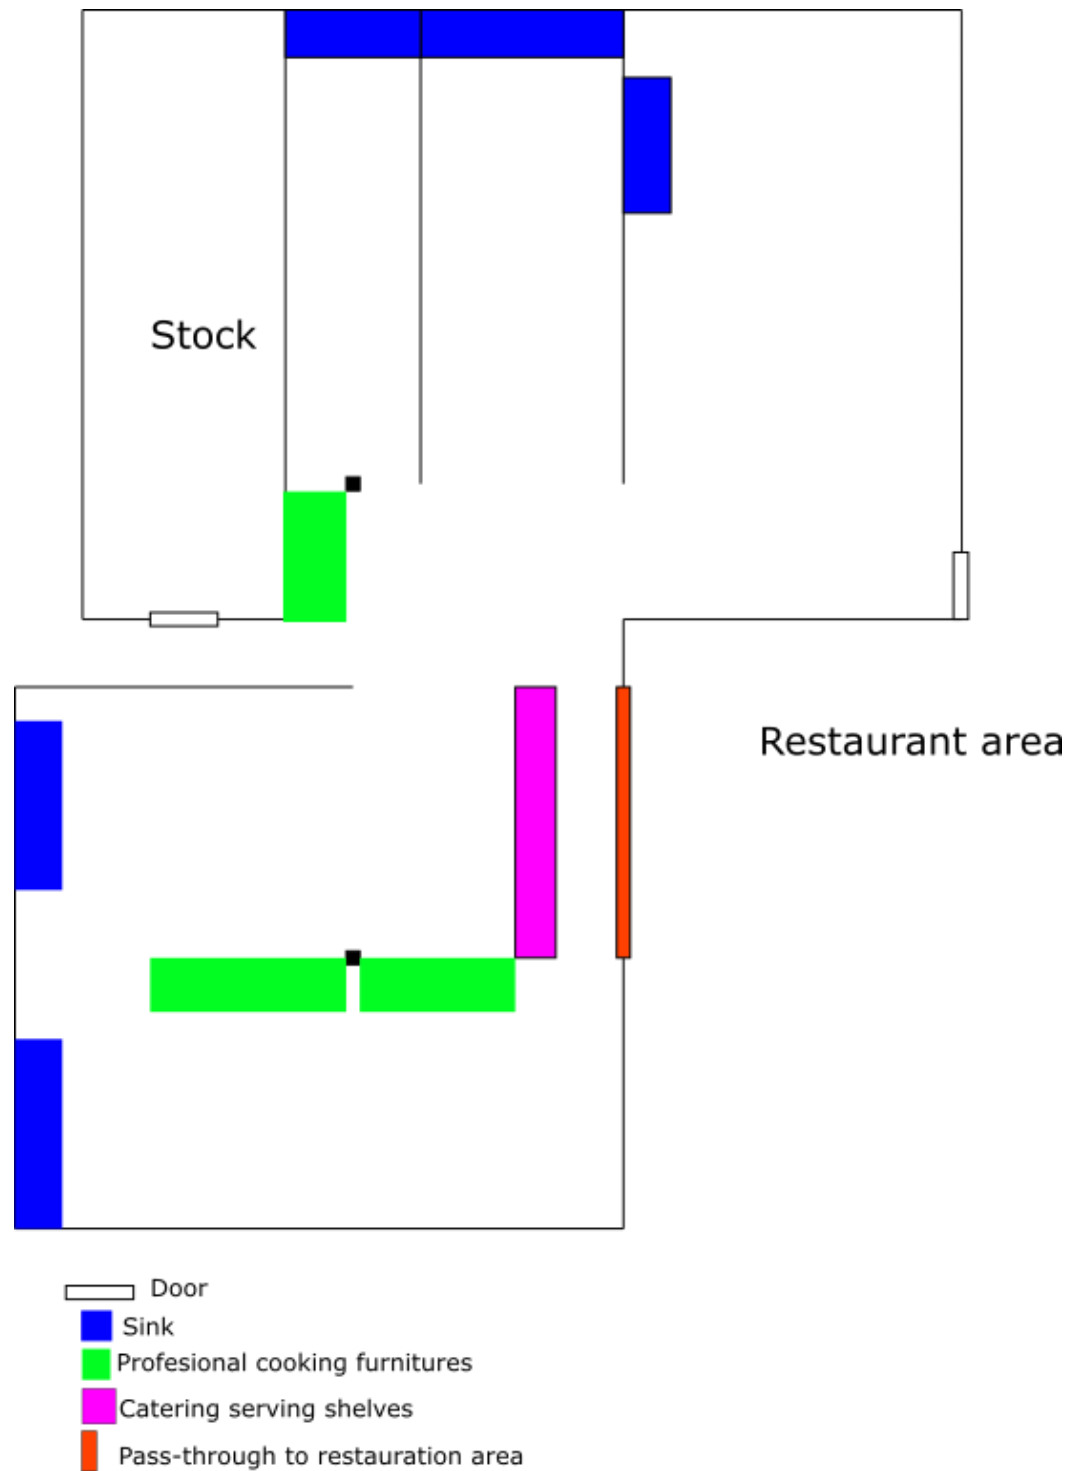 Stock
Restaurant area
Door
Sink
Profesional cooking furnitures
Catering serving shelves
Pass-through to restauration area